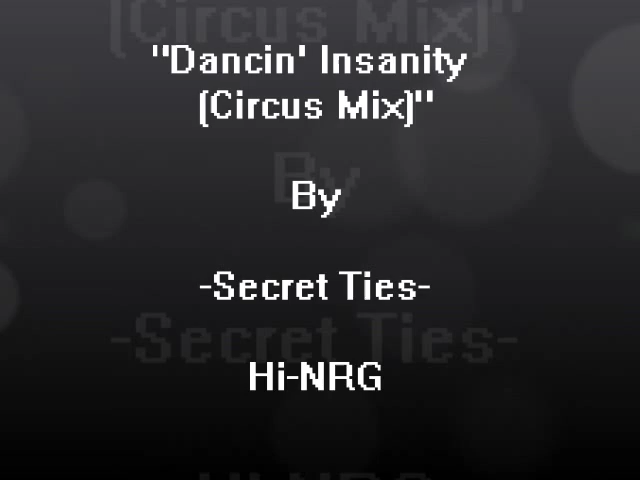 "Dancin' Insanity
(Circus Mix)"
By
-Secret Ties-
Hi-NRG